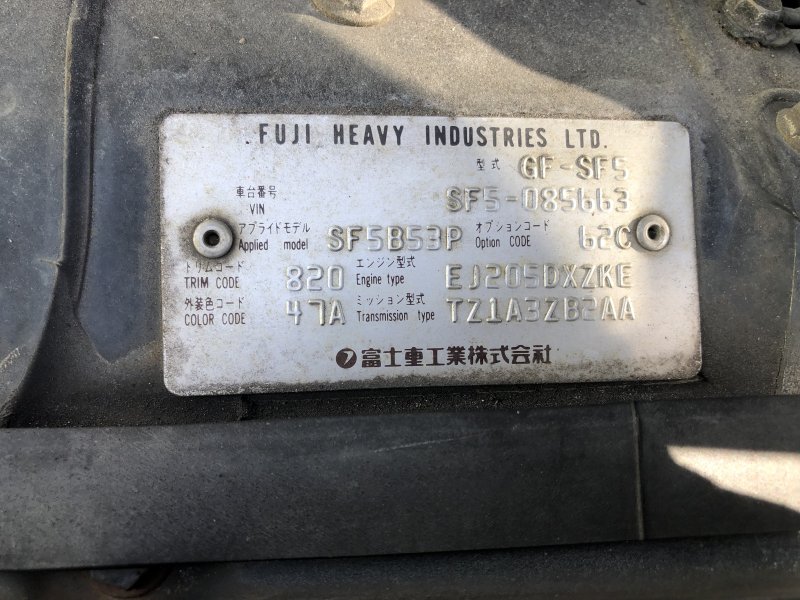 FUJI HEAVY INDUSTRIES LTD.
型式 GF-SF5
車台番号 VIN SF5-085663
アプライドモデル Applied model SF5B53P オプションコード Option CODE 62C
トリムコード TRIM CODE 820 エンジン型式 Engine type EJ205DXZKE
外装色コード COLOR CODE 47A ミッション型式 Transmission type TZ1A3ZB2AA
富士重工業株式会社